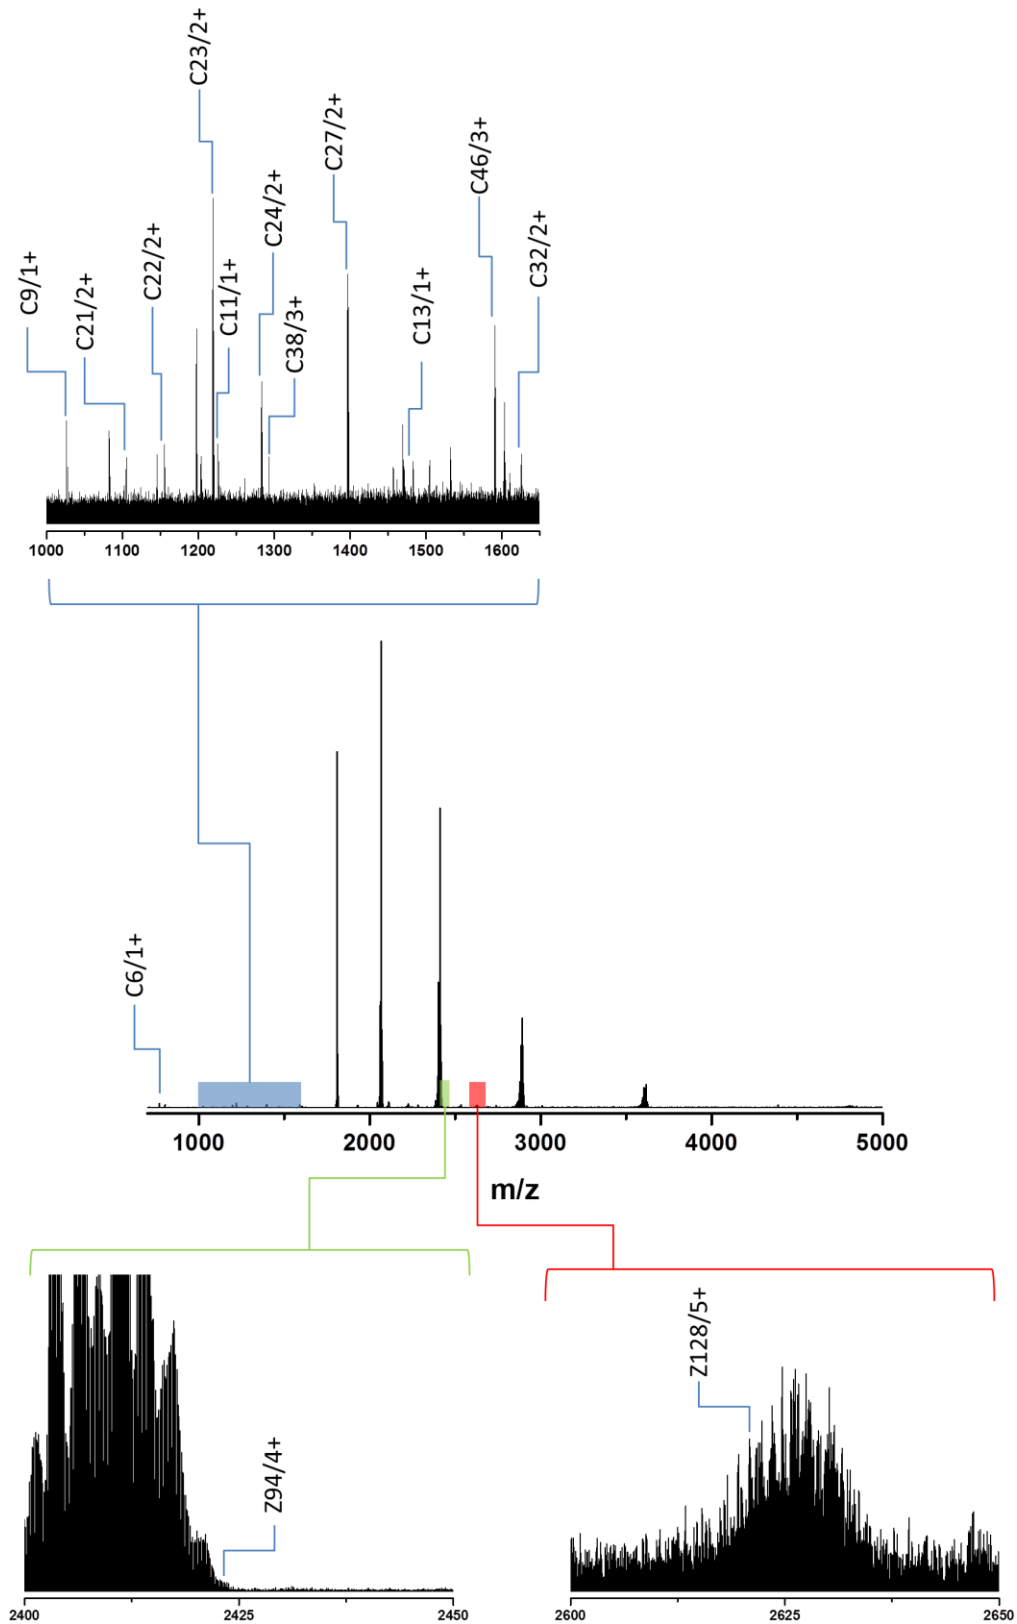 C23/2+
C27/2+
C46/3+
C24/2+
C9/1+
C21/2+
C22/2+
C11/1+
C38/3+
C13/1+
C32/2+
1000 1100 1200 1300 1400 1500 1600
C6/1+
1000 2000 3000 4000 5000
m/z
Z128/5+
Z94/4+
2400 2425 2450
2600 2625 2650